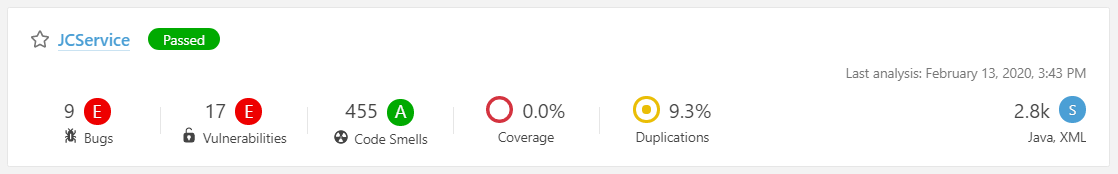 JCService Passed
Last analysis: February 13, 2020, 3:43 PM
9 E 17 E 455 A 0.0% 9.3% 2.8k S
Bugs Vulnerabilities Code Smells Coverage Duplications Java, XML